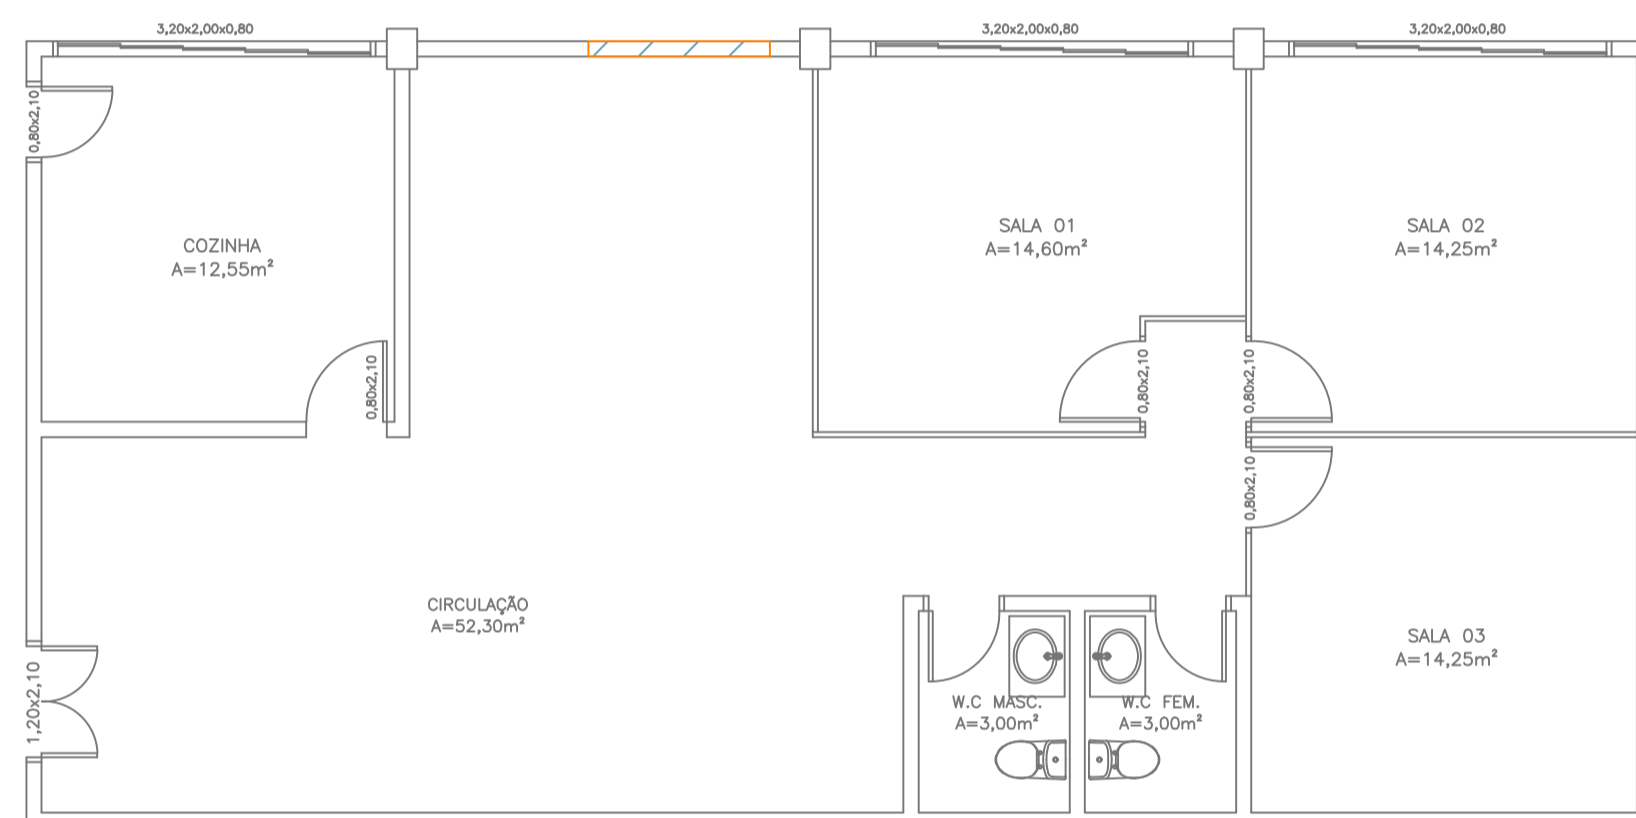 3,20x2,00x0,80
3,20x2,00x0,80
3,20x2,00x0,80
0,80x2,10
COZINHA
A=12,55m²
SALA 01
A=14,60m²
SALA 02
A=14,25m²
0,80x2,10
0,80x2,10
0,80x2,10
0,80x2,10
CIRCULAÇÃO
A=52,30m²
SALA 03
A=14,25m²
1,20x2,10
W.C MASC.
A=3,00m²
W.C FEM.
A=3,00m²